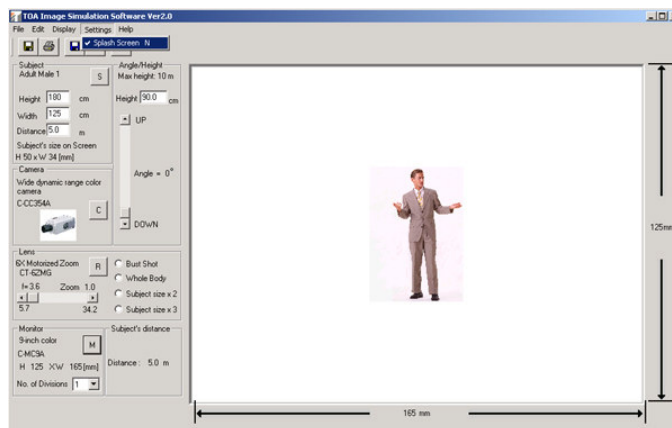 TOA Image Simulation Software Ver2.0
File Edit Display Settings Help
✓ Splash Screen N
Subject
Adult Male 1
S
Height 180 cm
Width 125 cm
Distance 5.0 m
Subject's size on Screen
H 50 x W 34 [mm]
Angle/Height
Max height: 10 m
Height 90.0 cm
UP
Angle = 0°
DOWN
Camera
Wide dynamic range color
camera
C-CC354A
C
Lens
6X Motorized Zoom
CT-6ZMG
R
f=3.6 Zoom 1.0
5.7 34.2
Bust Shot
Whole Body
Subject size x 2
Subject size x 3
Monitor
9-inch color
C-MC9A
M
H 125 X W 165 [mm]
No. of Divisions 1
Subject's distance
Distance : 5.0 m
125mm
165 mm